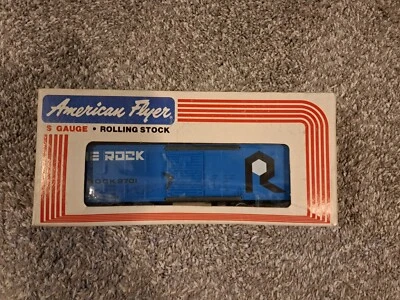 American Flyer
S GAUGE • ROLLING STOCK
E ROCK
R